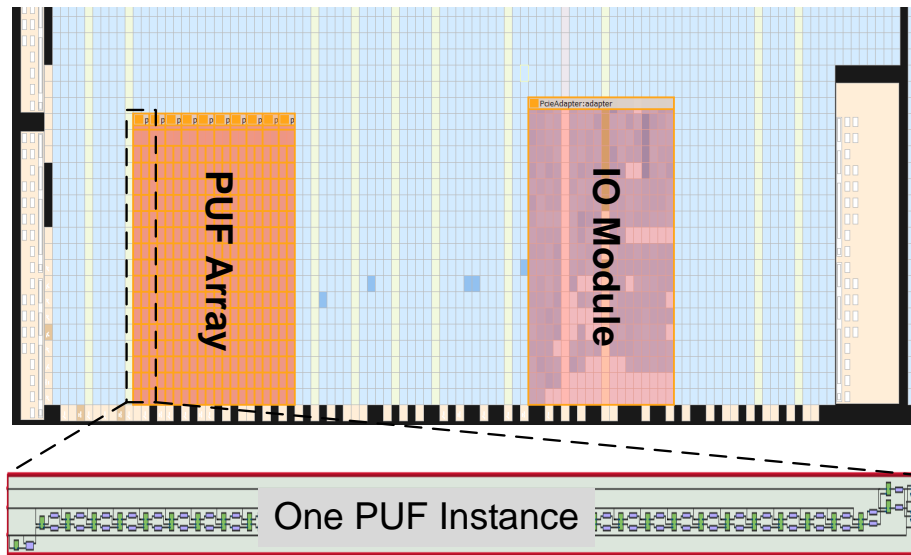 p p p p p p p p p p
PcieAdapter:adapter
PUF Array
IO Module
One PUF Instance